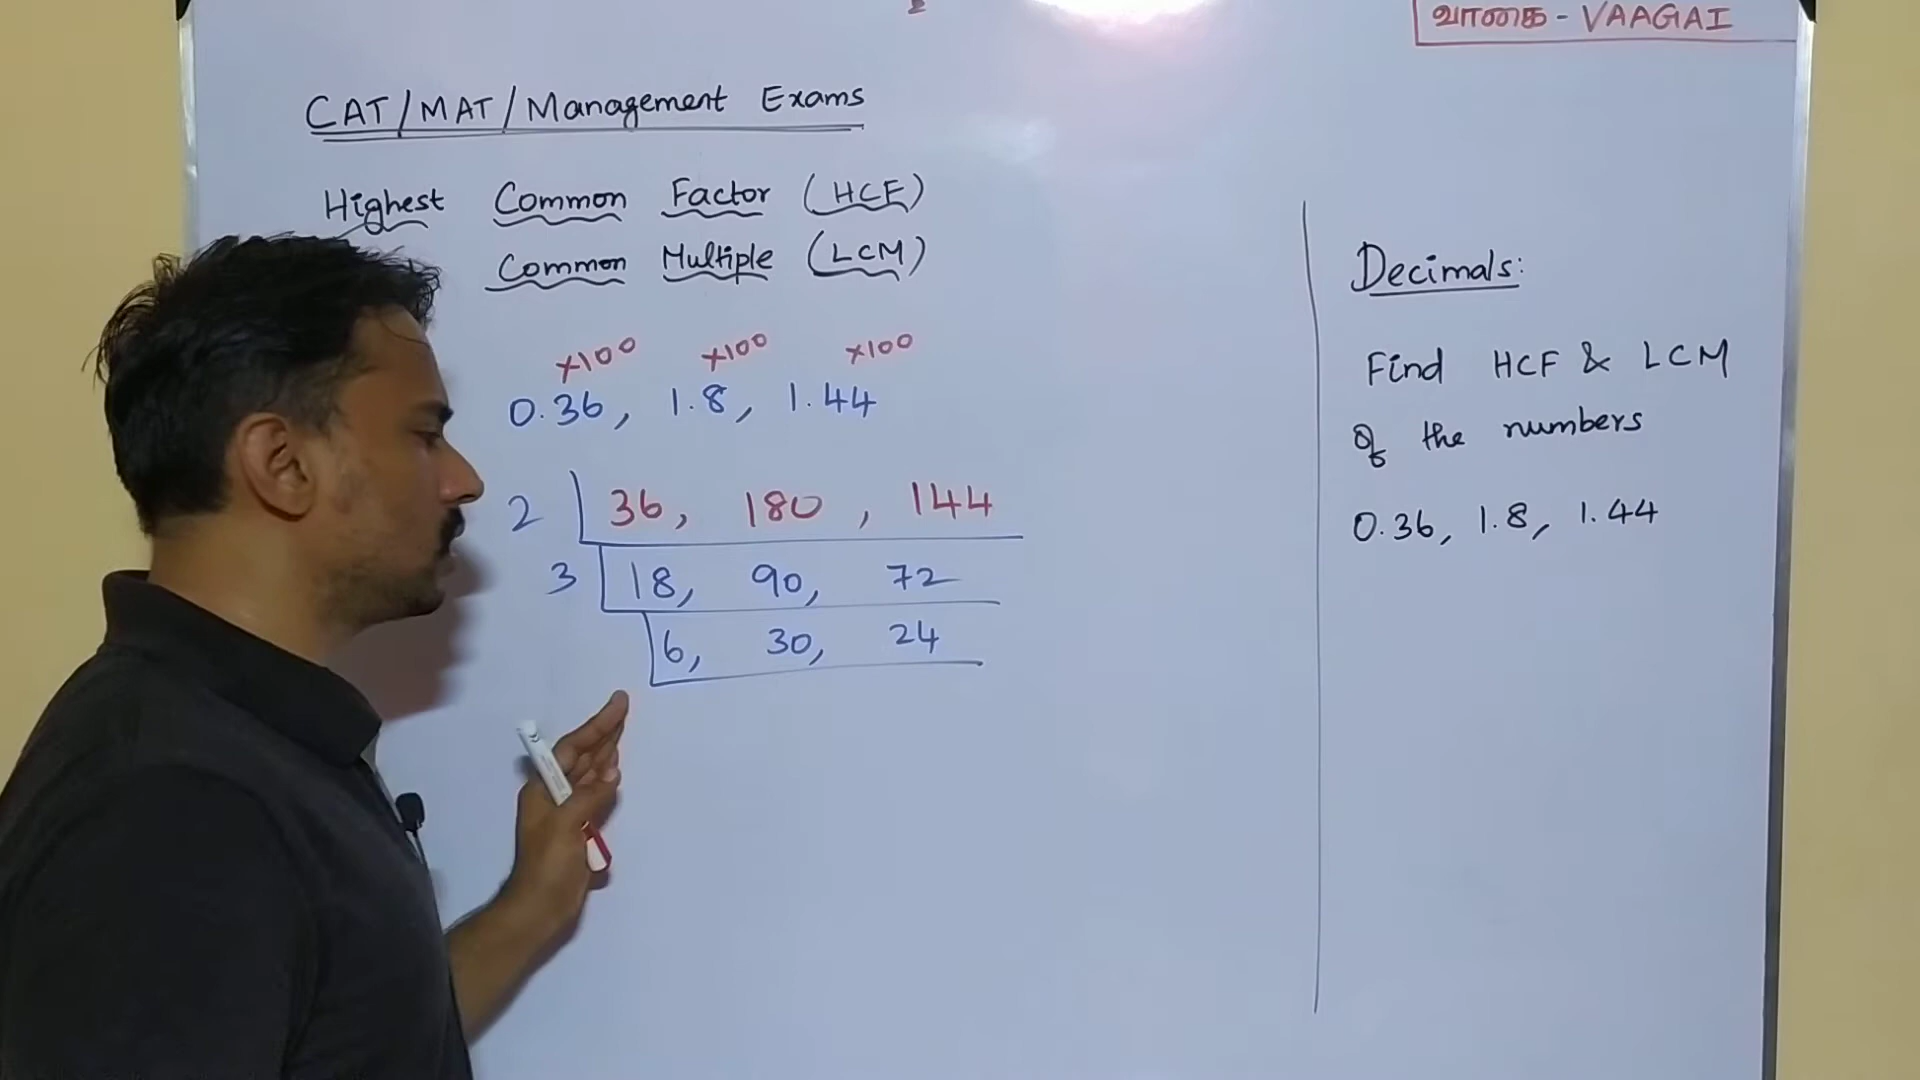 வாகை - VAAGAI
CAT/MAT/Management Exams
Highest Common Factor (HCF)
Common Multiple (LCM)
×100 ×100 ×100
0.36, 1.8, 1.44
2 36, 180, 144
3 18, 90, 72
6, 30, 24
Decimals:
Find HCF & LCM
of the numbers
0.36, 1.8, 1.44